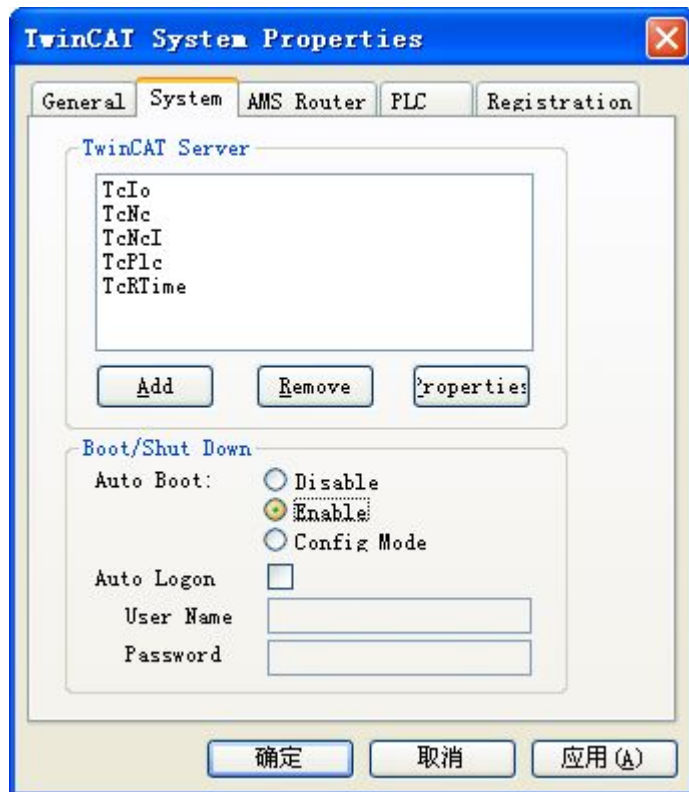 TwinCAT System Properties
General System AMS Router PLC Registration
TwinCAT Server
TcIo
TcNc
TcNcI
TcPlc
TcRTime
Add Remove Properties
Boot/Shut Down
Auto Boot: Disable
Enable
Config Mode
Auto Logon
User Name
Password
确定 取消 应用(A)